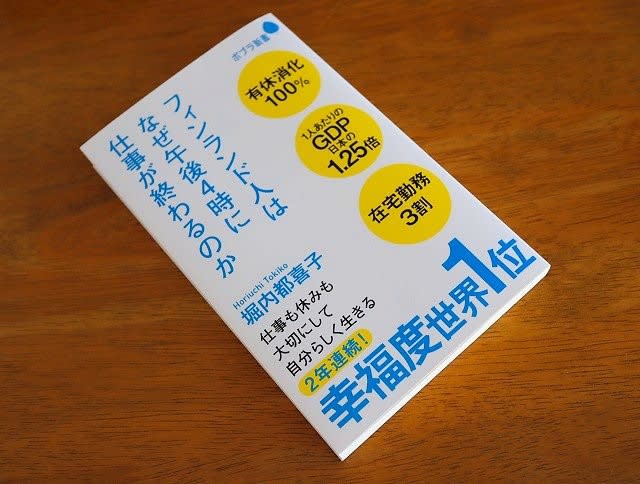 ポプラ新書
有休消化
100%
1人あたりの
GDP
日本の
1.25倍
在宅勤務
3割
フィンランド人は
なぜ午後4時に
仕事が終わるのか
Horiuchi Tokiko
堀内都喜子
仕事も休みも
大切にして
自分らしく生きる
2年連続!
幸福度世界1位